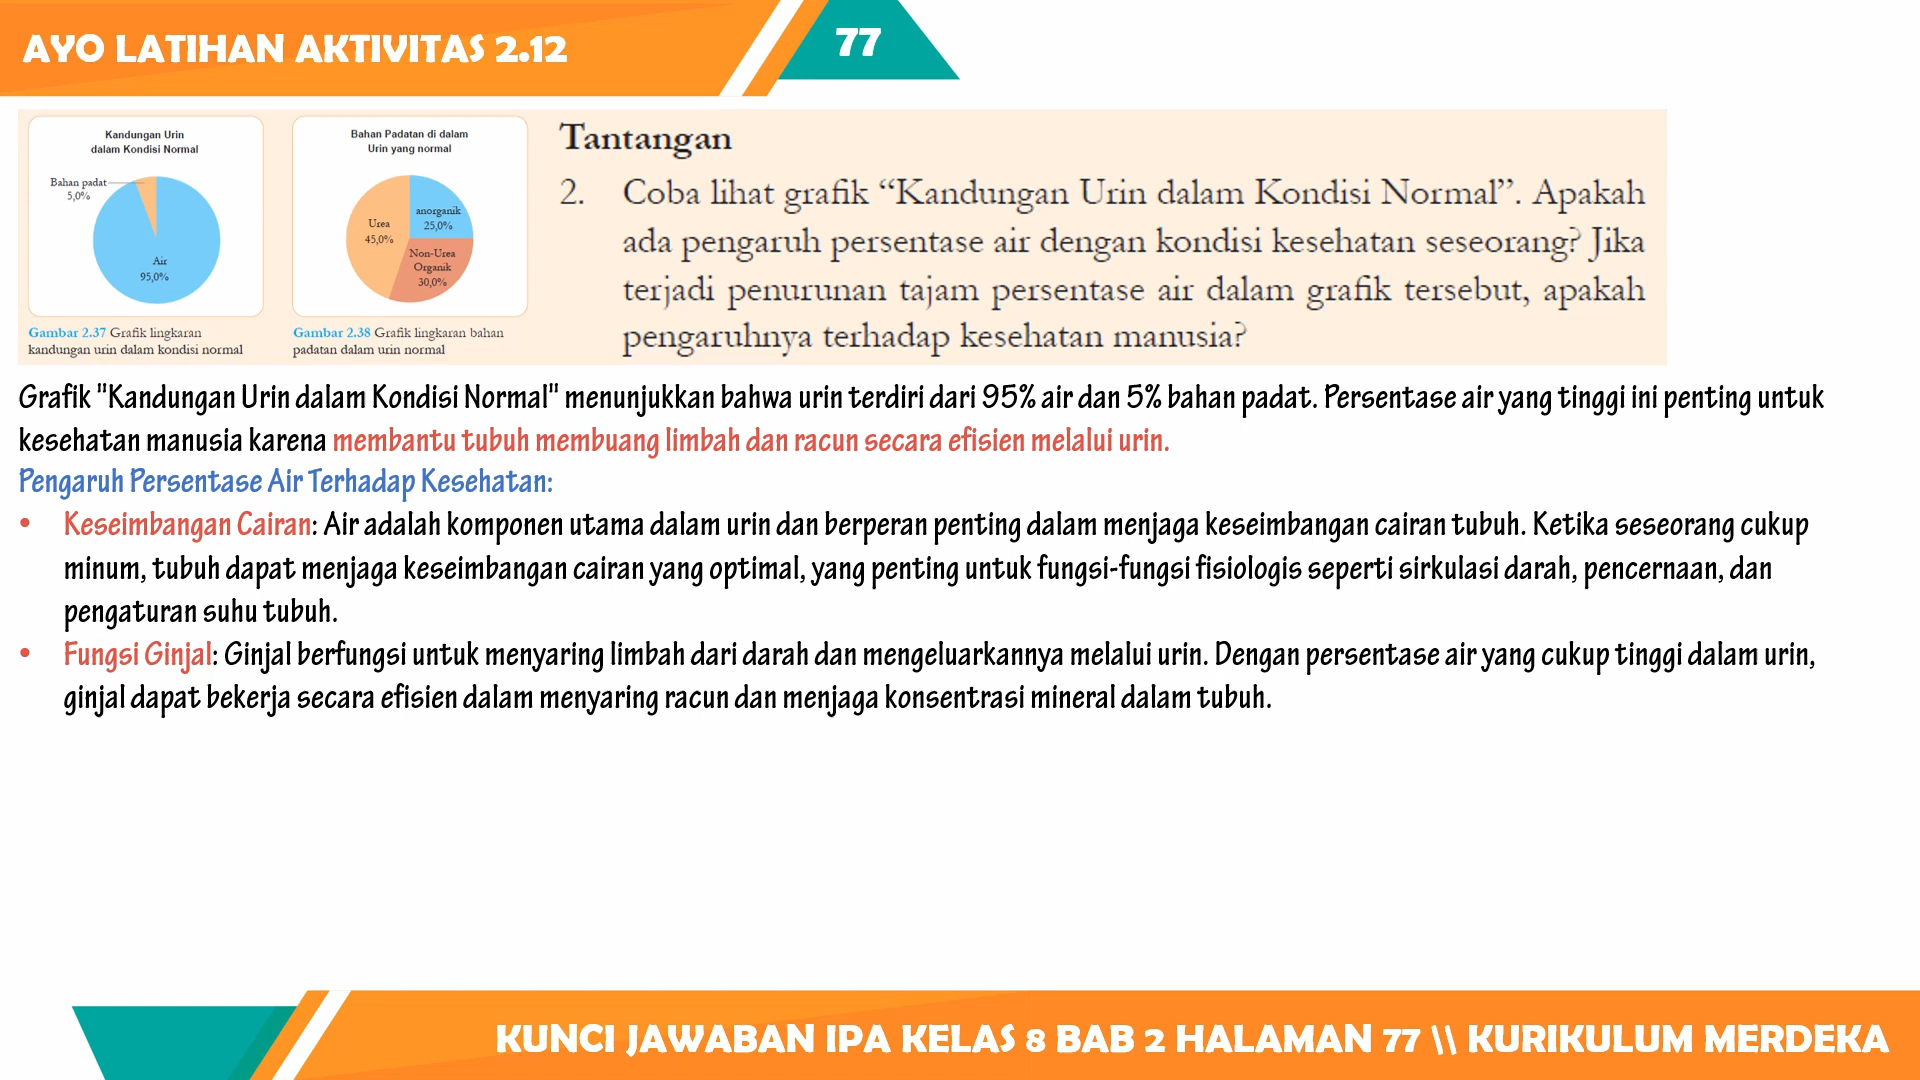 AYO LATIHAN AKTIVITAS 2.12
77
Kandungan Urin
dalam Kondisi Normal
Bahan padat
5,0%
Air
95,0%
Gambar 2.37 Grafik lingkaran
kandungan urin dalam kondisi normal
Bahan Padatan di dalam
Urin yang normal
anorganik
25,0%
Urea
45,0%
Non-Urea
Organik
30,0%
Gambar 2.38 Grafik lingkaran bahan
padatan dalam urin normal
Tantangan
2. Coba lihat grafik “Kandungan Urin dalam Kondisi Normal”. Apakah
ada pengaruh persentase air dengan kondisi kesehatan seseorang? Jika
terjadi penurunan tajam persentase air dalam grafik tersebut, apakah
pengaruhnya terhadap kesehatan manusia?
Grafik "Kandungan Urin dalam Kondisi Normal" menunjukkan bahwa urin terdiri dari 95% air dan 5% bahan padat. Persentase air yang tinggi ini penting untuk
kesehatan manusia karena membantu tubuh membuang limbah dan racun secara efisien melalui urin.
Pengaruh Persentase Air Terhadap Kesehatan:
• Keseimbangan Cairan: Air adalah komponen utama dalam urin dan berperan penting dalam menjaga keseimbangan cairan tubuh. Ketika seseorang cukup
minum, tubuh dapat menjaga keseimbangan cairan yang optimal, yang penting untuk fungsi-fungsi fisiologis seperti sirkulasi darah, pencernaan, dan
pengaturan suhu tubuh.
• Fungsi Ginjal: Ginjal berfungsi untuk menyaring limbah dari darah dan mengeluarkannya melalui urin. Dengan persentase air yang cukup tinggi dalam urin,
ginjal dapat bekerja secara efisien dalam menyaring racun dan menjaga konsentrasi mineral dalam tubuh.
KUNCI JAWABAN IPA KELAS 8 BAB 2 HALAMAN 77 \\ KURIKULUM MERDEKA